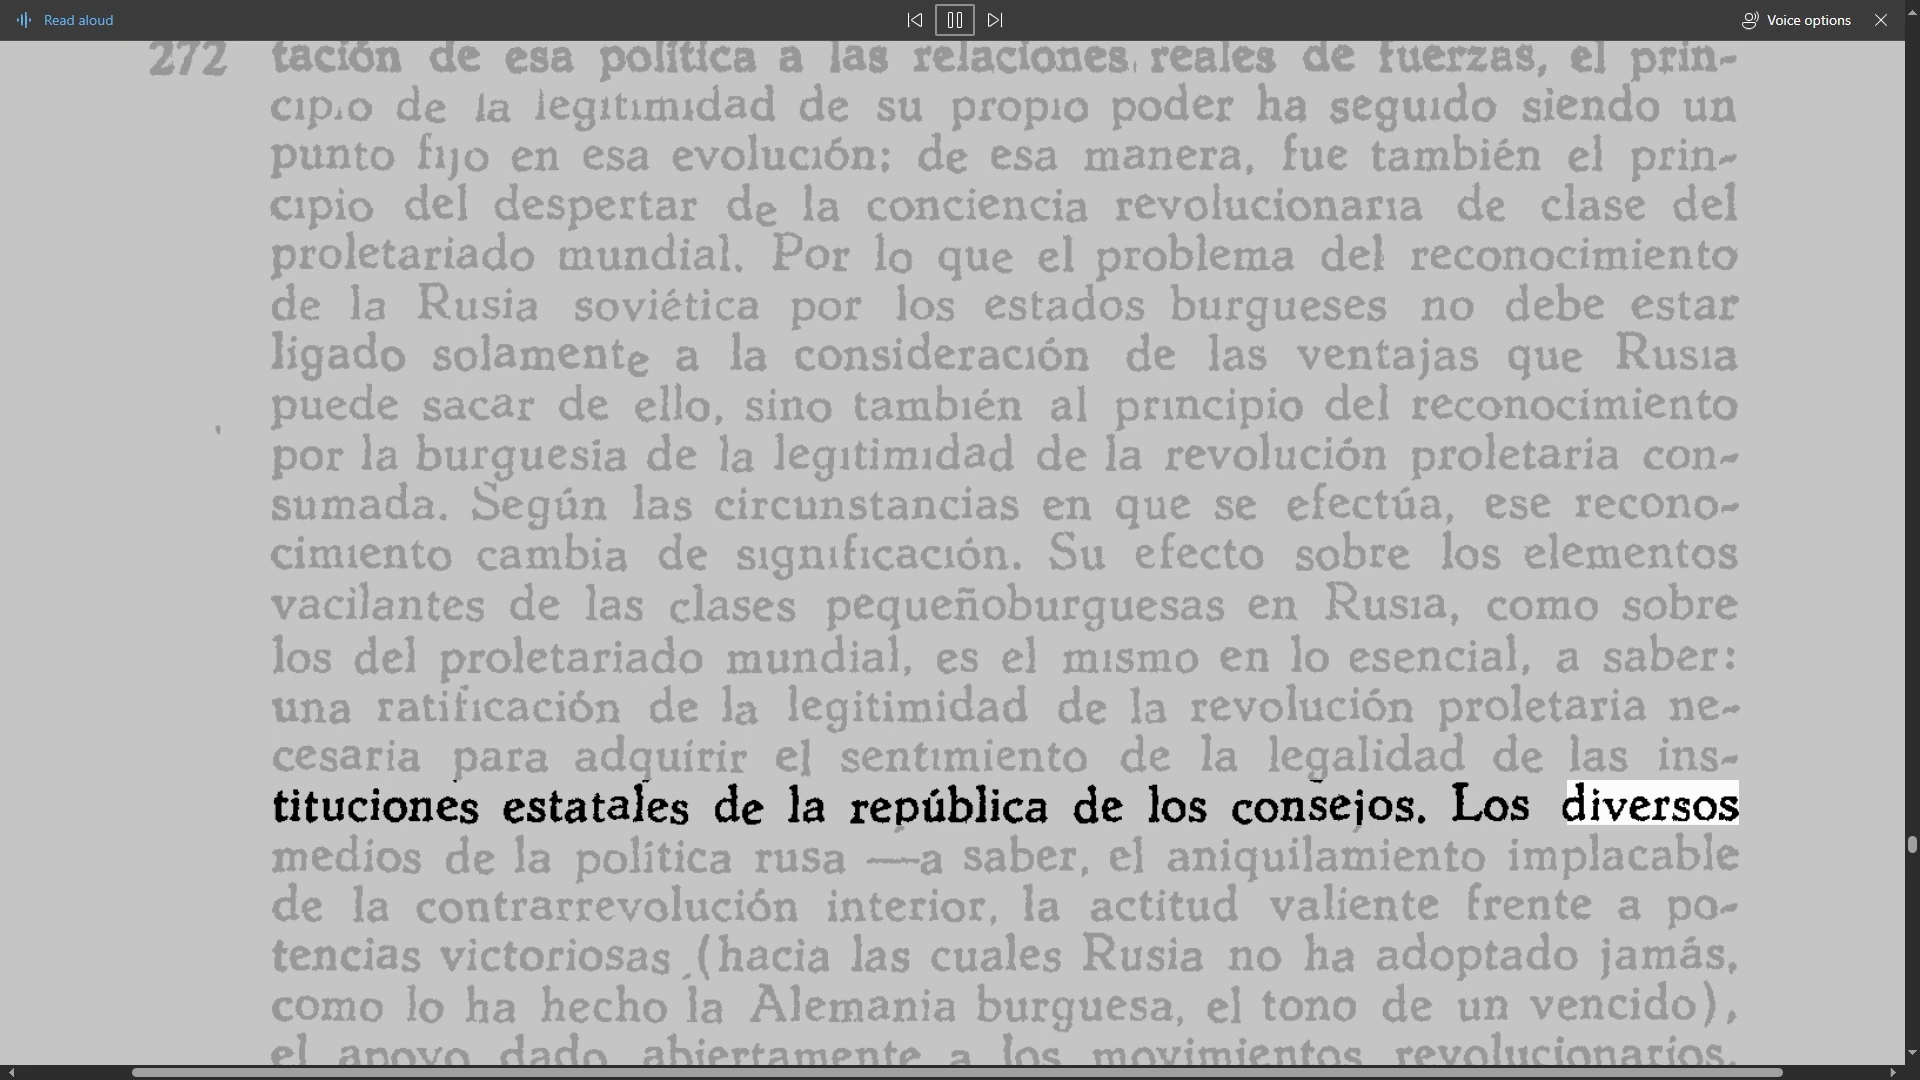 Read aloud
Voice options
272 tación de esa política a las relaciones reales de fuerzas, el prin-
cipio de la legitimidad de su propio poder ha seguido siendo un
punto fijo en esa evolución; de esa manera, fue también el prin-
cipio del despertar de la conciencia revolucionaria de clase del
proletariado mundial. Por lo que el problema del reconocimiento
de la Rusia soviética por los estados burgueses no debe estar
ligado solamente a la consideración de las ventajas que Rusia
puede sacar de ello, sino también al principio del reconocimiento
por la burguesía de la legitimidad de la revolución proletaria con-
sumada. Según las circunstancias en que se efectúa, ese recono-
cimiento cambia de significación. Su efecto sobre los elementos
vacilantes de las clases pequeñoburguesas en Rusia, como sobre
los del proletariado mundial, es el mismo en lo esencial, a saber:
una ratificación de la legitimidad de la revolución proletaria ne-
cesaria para adquirir el sentimiento de la legalidad de las ins-
tituciones estatales de la república de los consejos. Los diversos
medios de la política rusa —a saber, el aniquilamiento implacable
de la contrarrevolución interior, la actitud valiente frente a po-
tencias victoriosas (hacia las cuales Rusia no ha adoptado jamás,
como lo ha hecho la Alemania burguesa, el tono de un vencido),
el apoyo dado abiertamente a los movimientos revolucionarios,